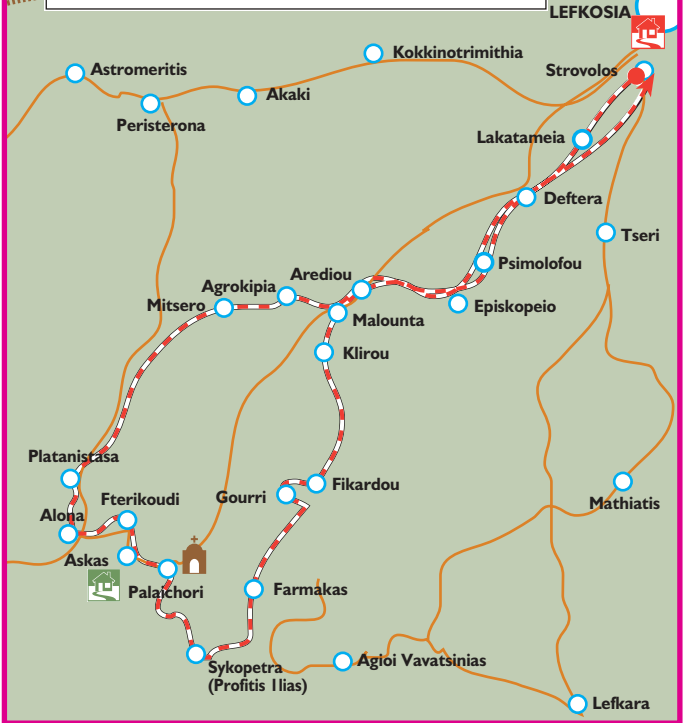 LEFKOSIA
Kokkinotrimithia
Strovolos
Astromeritis
Akaki
Peristerona
Lakatameia
Deftera
Tseri
Psimolofou
Arediou
Agrokipia
Episkopeio
Mitsero
Malounta
Klirou
Platanistasa
Fikardou
Mathiatis
Gourri
Fterikoudi
Alona
Askas
Palaichori
Farmakas
Sykopetra
(Profitis Ilias)
Agioi Vavatsinias
Lefkara